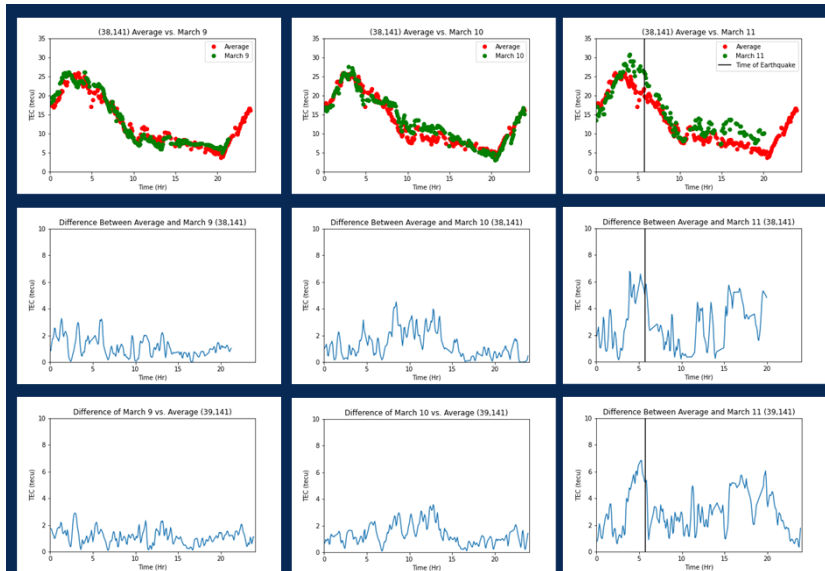 (38,141) Average vs. March 9
TEC (tecu)
35
30
25
20
15
10
5
0
Average
March 9
0 5 10 15 20
Time (Hr)
(38,141) Average vs. March 10
TEC (tecu)
35
30
25
20
15
10
5
0
Average
March 10
0 5 10 15 20
Time (Hr)
(38,141) Average vs. March 11
TEC (tecu)
35
30
25
20
15
10
5
0
Average
March 11
Time of Earthquake
0 5 10 15 20
Time (Hr)
Difference Between Average and March 9 (38,141)
TEC (tecu)
10
8
6
4
2
0
0 5 10 15 20
Time (Hr)
Difference Between Average and March 10 (38,141)
TEC (tecu)
10
8
6
4
2
0
0 5 10 15 20
Time (Hr)
Difference Between Average and March 11 (38,141)
TEC (tecu)
10
8
6
4
2
0
0 5 10 15 20
Time (Hr)
Difference of March 9 vs. Average (39,141)
TEC (tecu)
10
8
6
4
2
0
0 5 10 15 20
Time (Hr)
Difference of March 10 vs. Average (39,141)
TEC (tecu)
10
8
6
4
2
0
0 5 10 15 20
Time (Hr)
Difference Between Average and March 11 (39,141)
TEC (tecu)
10
8
6
4
2
0
0 5 10 15 20
Time (Hr)